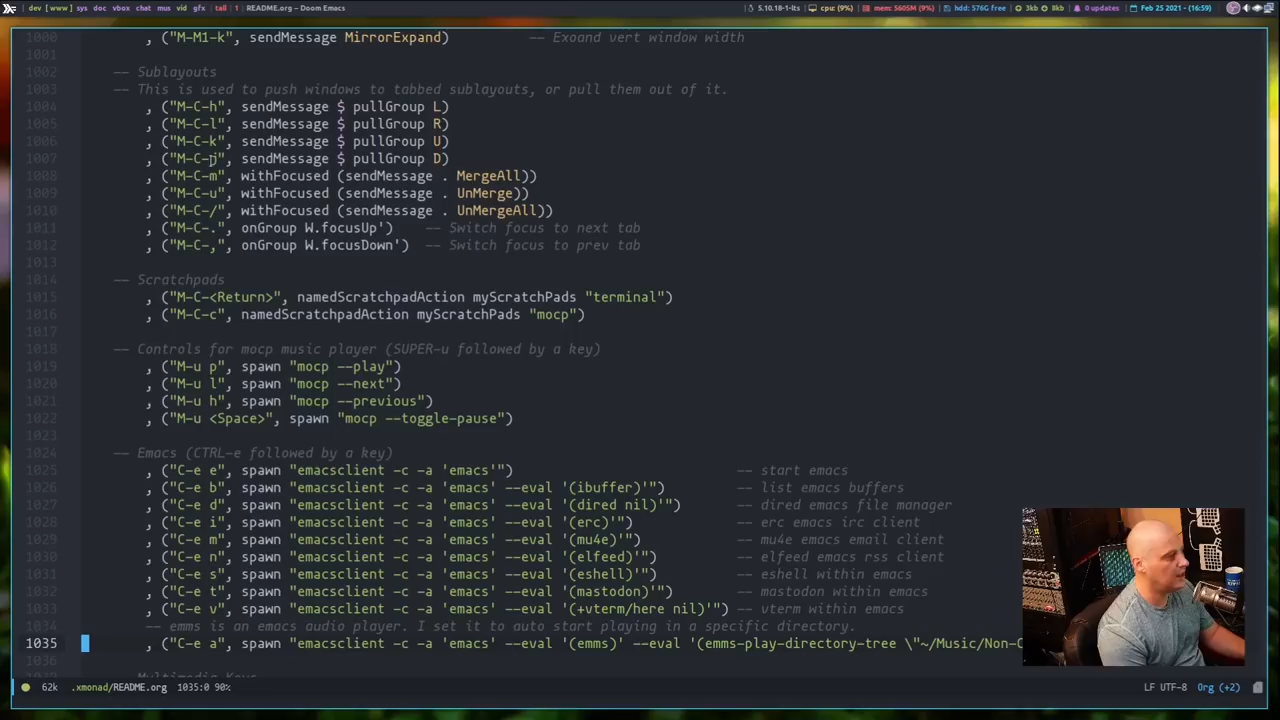 dev [ www ] sys doc vbox chat mus vid gfx | tall | 1 | README.org – Doom Emacs
5.10.18-1-lts | cpu: (9%) | mem: 5605M (9%) | hdd: 576G free | 3kb 8kb | 0 updates | Feb 25 2021 - (16:59)
1000 , ("M-M1-k", sendMessage MirrorExpand) -- Exoand vert window width
1001
1002 -- Sublayouts
1003 -- This is used to push windows to tabbed sublayouts, or pull them out of it.
1004 , ("M-C-h", sendMessage $ pullGroup L)
1005 , ("M-C-l", sendMessage $ pullGroup R)
1006 , ("M-C-k", sendMessage $ pullGroup U)
1007 , ("M-C-j", sendMessage $ pullGroup D)
1008 , ("M-C-m", withFocused (sendMessage . MergeAll))
1009 , ("M-C-u", withFocused (sendMessage . UnMerge))
1010 , ("M-C-/", withFocused (sendMessage . UnMergeAll))
1011 , ("M-C-.", onGroup W.focusUp') -- Switch focus to next tab
1012 , ("M-C-,", onGroup W.focusDown') -- Switch focus to prev tab
1013
1014 -- Scratchpads
1015 , ("M-C-<Return>", namedScratchpadAction myScratchPads "terminal")
1016 , ("M-C-c", namedScratchpadAction myScratchPads "mocp")
1017
1018 -- Controls for mocp music player (SUPER-u followed by a key)
1019 , ("M-u p", spawn "mocp --play")
1020 , ("M-u l", spawn "mocp --next")
1021 , ("M-u h", spawn "mocp --previous")
1022 , ("M-u <Space>", spawn "mocp --toggle-pause")
1023
1024 -- Emacs (CTRL-e followed by a key)
1025 , ("C-e e", spawn "emacsclient -c -a 'emacs'") -- start emacs
1026 , ("C-e b", spawn "emacsclient -c -a 'emacs' --eval '(ibuffer)'") -- list emacs buffers
1027 , ("C-e d", spawn "emacsclient -c -a 'emacs' --eval '(dired nil)'") -- dired emacs file manager
1028 , ("C-e i", spawn "emacsclient -c -a 'emacs' --eval '(erc)'") -- erc emacs irc client
1029 , ("C-e m", spawn "emacsclient -c -a 'emacs' --eval '(mu4e)'") -- mu4e emacs email client
1030 , ("C-e n", spawn "emacsclient -c -a 'emacs' --eval '(elfeed)'") -- elfeed emacs rss client
1031 , ("C-e s", spawn "emacsclient -c -a 'emacs' --eval '(eshell)'") -- eshell within emacs
1032 , ("C-e t", spawn "emacsclient -c -a 'emacs' --eval '(mastodon)'") -- mastodon within emacs
1033 , ("C-e v", spawn "emacsclient -c -a 'emacs' --eval '(+vterm/here nil)'") -- vterm within emacs
1034 -- emms is an emacs audio player. I set it to auto start playing in a specific directory.
1035 , ("C-e a", spawn "emacsclient -c -a 'emacs' --eval '(emms)' --eval '(emms-play-directory-tree \"~/Music/Non-C
1036
-- Multimedia Keys
62k .xmonad/README.org 1035:0 90% LF UTF-8 Org (+2)